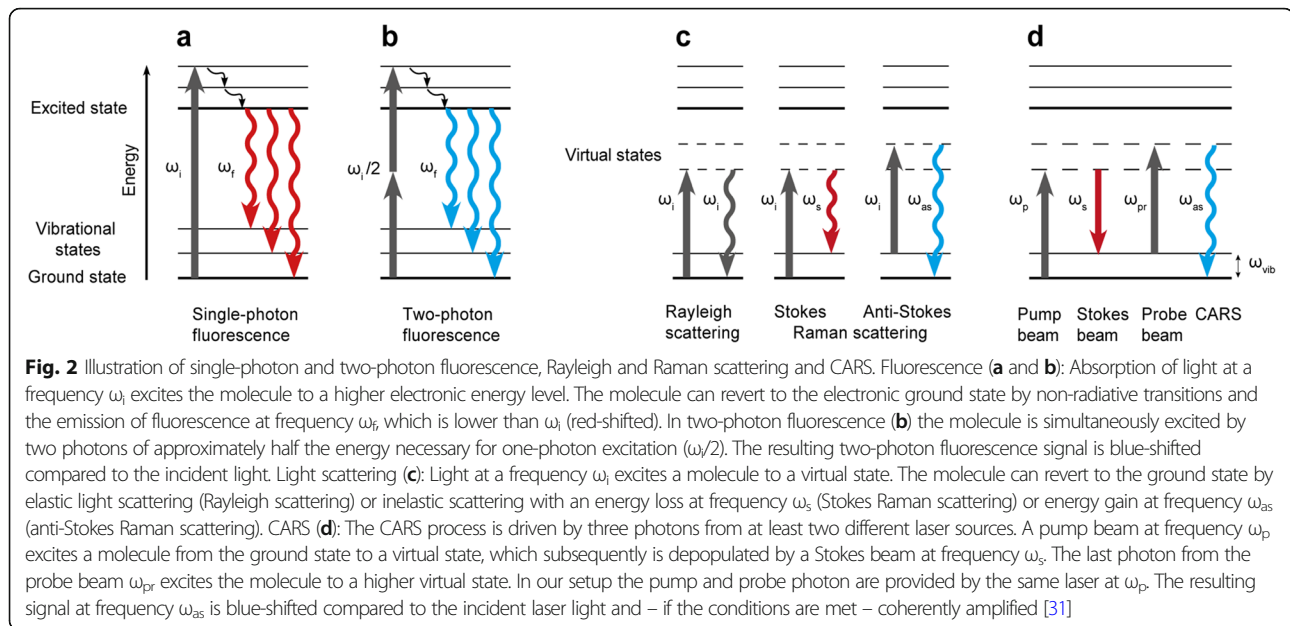 a
b
c
d
Energy
Excited state
Vibrational
states
Ground state
ωi
ωf
Single-photon
fluorescence
ωi/2
ωf
Two-photon
fluorescence
Virtual states
ωi
ωi
Rayleigh
scattering
ωi
ωs
Stokes
ωi
ωas
Anti-Stokes
Raman scattering
ωp
ωs
ωpr
ωas
ωvib
Pump
beam
Stokes
beam
Probe
beam
CARS
Fig. 2 Illustration of single-photon and two-photon fluorescence, Rayleigh and Raman scattering and CARS. Fluorescence (a and b): Absorption of light at a
frequency ωi excites the molecule to a higher electronic energy level. The molecule can revert to the electronic ground state by non-radiative transitions and
the emission of fluorescence at frequency ωf, which is lower than ωi (red-shifted). In two-photon fluorescence (b) the molecule is simultaneously excited by
two photons of approximately half the energy necessary for one-photon excitation (ωi/2). The resulting two-photon fluorescence signal is blue-shifted
compared to the incident light. Light scattering (c): Light at a frequency ωi excites a molecule to a virtual state. The molecule can revert to the ground state by
elastic light scattering (Rayleigh scattering) or inelastic scattering with an energy loss at frequency ωs (Stokes Raman scattering) or energy gain at frequency ωas
(anti-Stokes Raman scattering). CARS (d): The CARS process is driven by three photons from at least two different laser sources. A pump beam at frequency ωp
excites a molecule from the ground state to a virtual state, which subsequently is depopulated by a Stokes beam at frequency ωs. The last photon from the
probe beam ωpr excites the molecule to a higher virtual state. In our setup the pump and probe photon are provided by the same laser at ωp. The resulting
signal at frequency ωas is blue-shifted compared to the incident laser light and – if the conditions are met – coherently amplified [31]